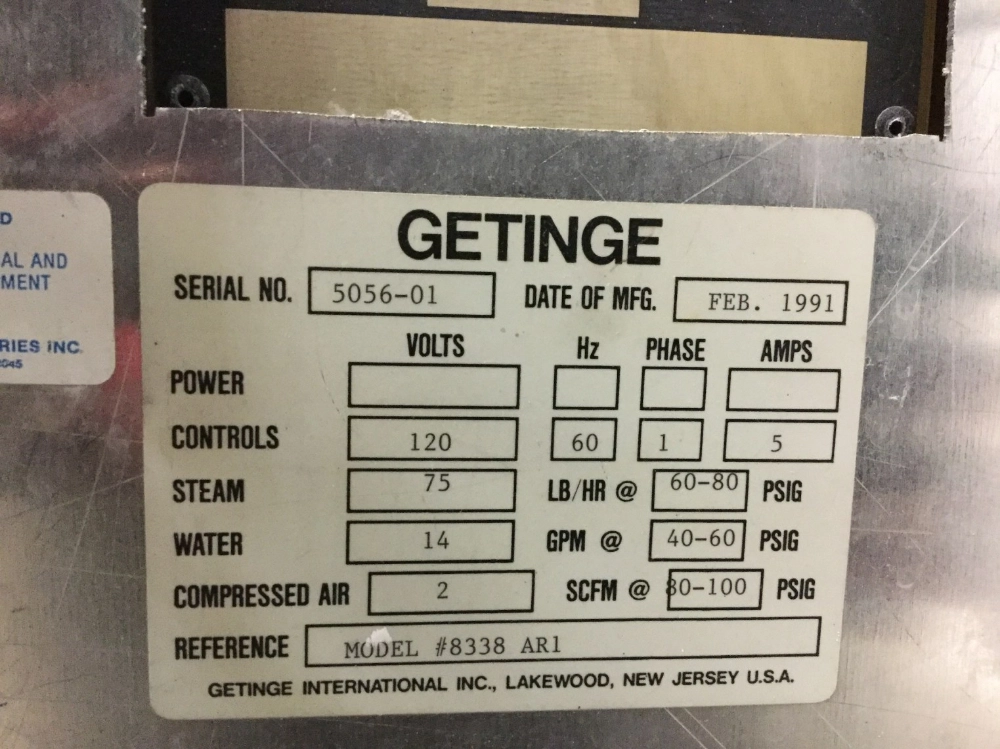 GETINGE
SERIAL NO. 5056-01 DATE OF MFG. FEB. 1991
VOLTS Hz PHASE AMPS
POWER
CONTROLS 120 60 1 5
STEAM 75 LB/HR @ 60-80 PSIG
WATER 14 GPM @ 40-60 PSIG
COMPRESSED AIR 2 SCFM @ 80-100 PSIG
REFERENCE MODEL #8338 AR1
GETINGE INTERNATIONAL INC., LAKEWOOD, NEW JERSEY U.S.A.
D
AL AND
MENT
RIES INC.